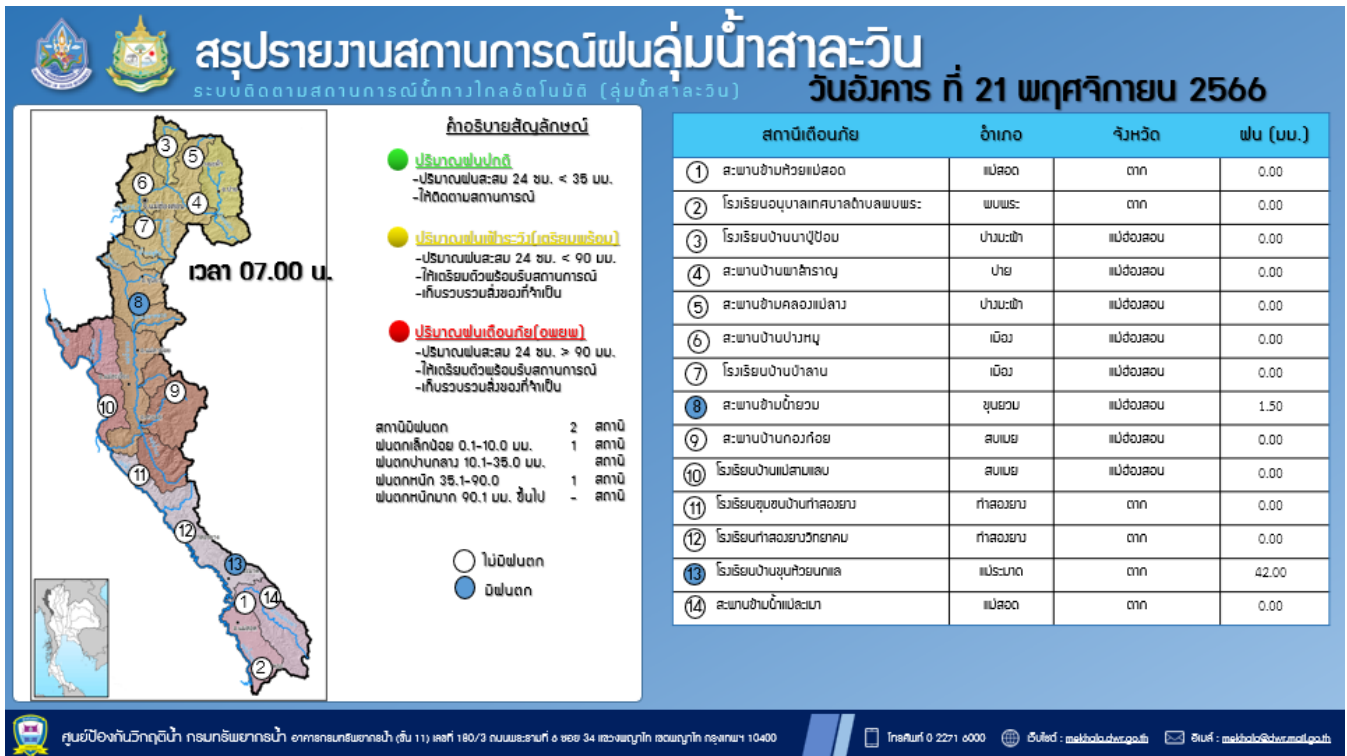 สรุปรายงานสถานการณ์ฝนลุ่มน้ำสาละวิน
ระบบติดตามสถานการณ์น้ำทางไกลอัตโนมัติ (ลุ่มน้ำสาละวิน)
วันอังคาร ที่ 21 พฤศจิกายน 2566
3
5
6
4
7
เวลา 07.00 น.
8
9
10
11
12
13
1
14
2
คำอธิบายสัญลักษณ์
ปริมาณฝนปกติ
-ปริมาณฝนสะสม 24 ชม. < 35 มม.
-ให้ติดตามสถานการณ์
ปริมาณฝนเฝ้าระวัง(เตรียมพร้อม)
-ปริมาณฝนสะสม 24 ชม. < 90 มม.
-ให้เตรียมตัวพร้อมรับสถานการณ์
-เก็บรวบรวมสิ่งของที่จำเป็น
ปริมาณฝนเตือนภัย(อพยพ)
-ปริมาณฝนสะสม 24 ชม. > 90 มม.
-ให้เตรียมตัวพร้อมรับสถานการณ์
-เก็บรวบรวมสิ่งของที่จำเป็น
สถานีมีฝนตก 2 สถานี
ฝนตกเล็กน้อย 0.1-10.0 มม. 1 สถานี
ฝนตกปานกลาง 10.1-35.0 มม. สถานี
ฝนตกหนัก 35.1-90.0 1 สถานี
ฝนตกหนักมาก 90.1 มม. ขึ้นไป - สถานี
ไม่มีฝนตก
มีฝนตก
สถานีเตือนภัย อำเภอ จังหวัด ฝน (มม.)
1 สะพานข้ามห้วยแม่สอด แม่สอด ตาก 0.00
2 โรงเรียนอนุบาลเทศบาลตำบลพบพระ พบพระ ตาก 0.00
3 โรงเรียนบ้านนาปู่ป้อม ปางมะผ้า แม่ฮ่องสอน 0.00
4 สะพานบ้านผาสำราญ ปาย แม่ฮ่องสอน 0.00
5 สะพานข้ามคลองแม่ลาง ปางมะผ้า แม่ฮ่องสอน 0.00
6 สะพานบ้านปางหมู เมือง แม่ฮ่องสอน 0.00
7 โรงเรียนบ้านป่าลาน เมือง แม่ฮ่องสอน 0.00
8 สะพานข้ามน้ำยวม ขุนยวม แม่ฮ่องสอน 1.50
9 สะพานบ้านกองก๋อย สบเมย แม่ฮ่องสอน 0.00
10 โรงเรียนบ้านแม่สามแลบ สบเมย แม่ฮ่องสอน 0.00
11 โรงเรียนชุมชนบ้านท่าสองยาง ท่าสองยาง ตาก 0.00
12 โรงเรียนท่าสองยางวิทยาคม ท่าสองยาง ตาก 0.00
13 โรงเรียนบ้านขุนห้วยนกแล แม่ระมาด ตาก 42.00
14 สะพานข้ามน้ำแม่ละเมา แม่สอด ตาก 0.00
ศูนย์ป้องกันวิกฤติน้ำ กรมทรัพยากรน้ำ อาคารกรมทรัพยากรน้ำ (ชั้น 11) เลขที่ 180/3 ถนนพระรามที่ 6 ซอย 34 แขวงพญาไท เขตพญาไท กรุงเทพฯ 10400
โทรศัพท์ 0 2271 6000 เว็บไซต์ : mekhala.dwr.go.th อีเมล์ : mekhala@dwr.mail.go.th